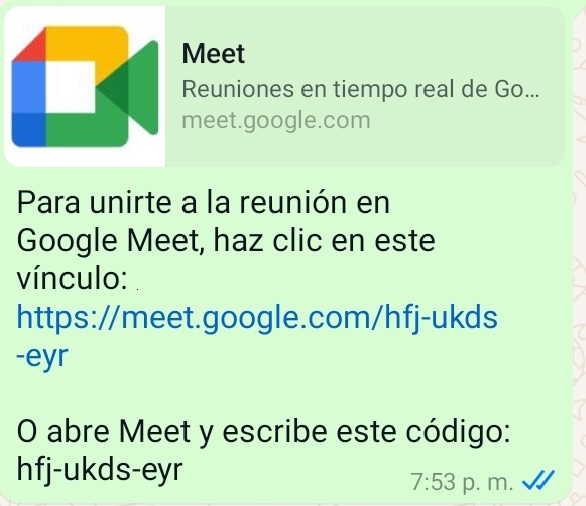 Meet
Reuniones en tiempo real de Go...
meet.google.com
Para unirte a la reunión en
Google Meet, haz clic en este
vínculo:
https://meet.google.com/hfj-ukds
-eyr
O abre Meet y escribe este código:
hfj-ukds-eyr
7:53 p. m.